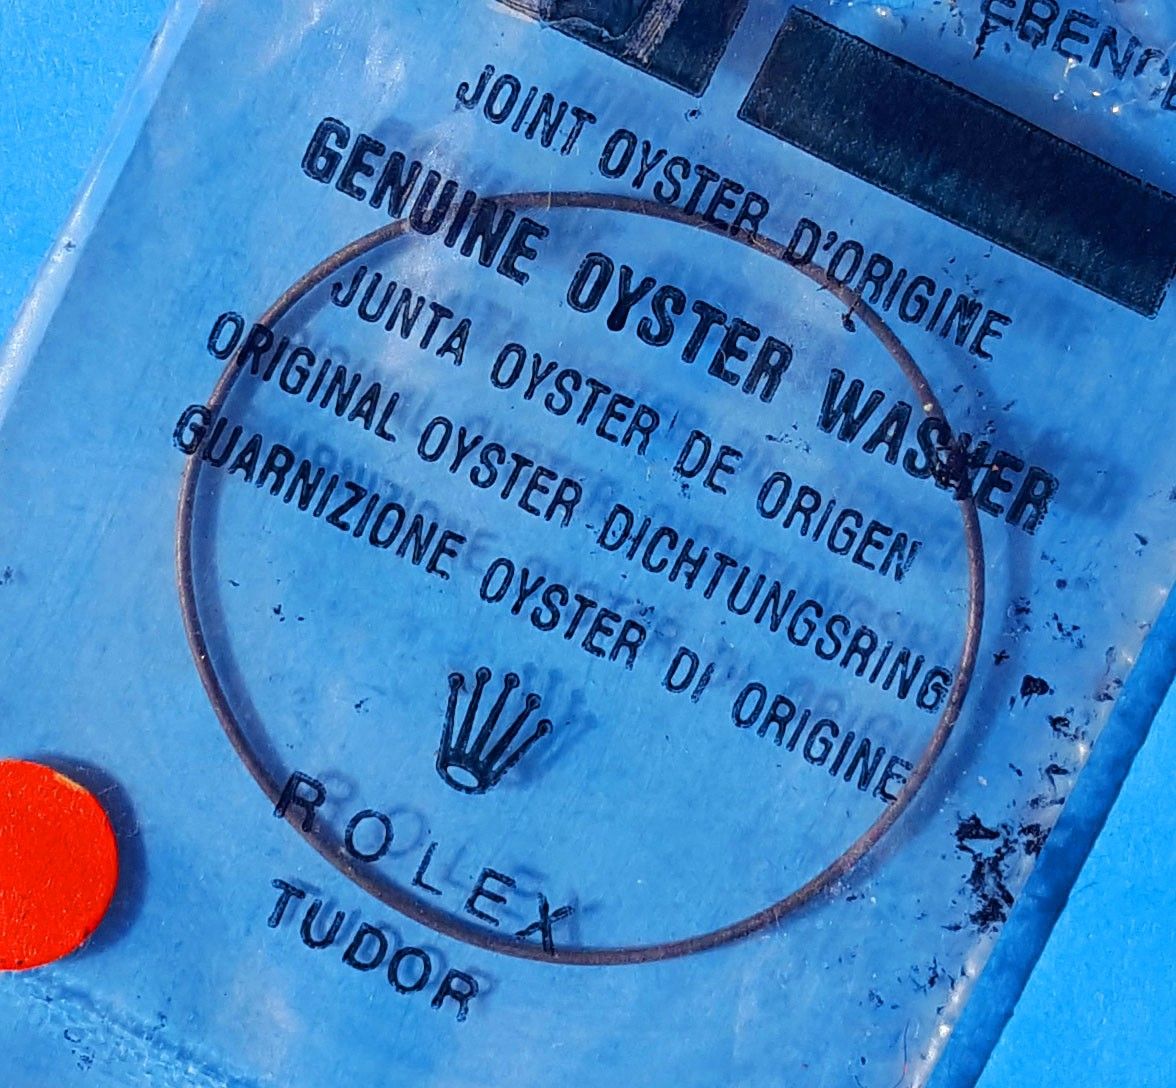 JOINT OYSTER D'ORIGINE
GENUINE OYSTER WASHER
JUNTA OYSTER DE ORIGEN
ORIGINAL OYSTER DICHTUNGSRING
GUARNIZIONE OYSTER DI ORIGINE
ROLEX
TUDOR